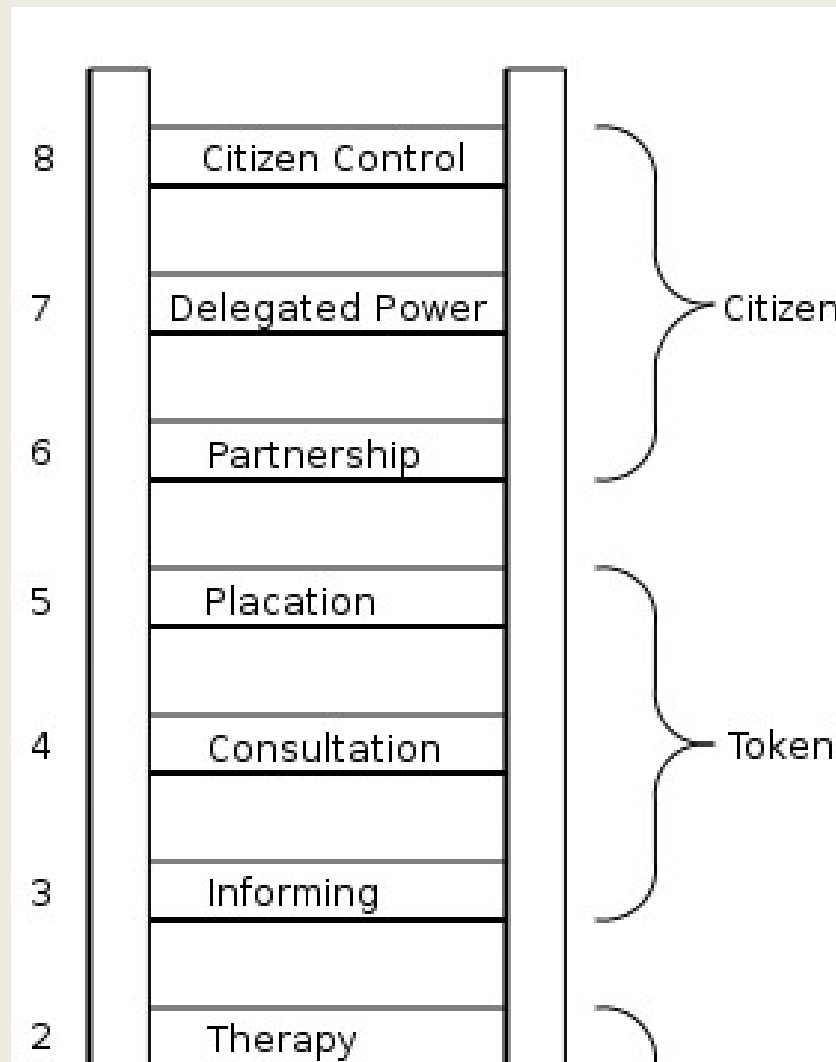 8 Citizen Control
7 Delegated Power Citizen
6 Partnership
5 Placation
4 Consultation Token
3 Informing
2 Therapy